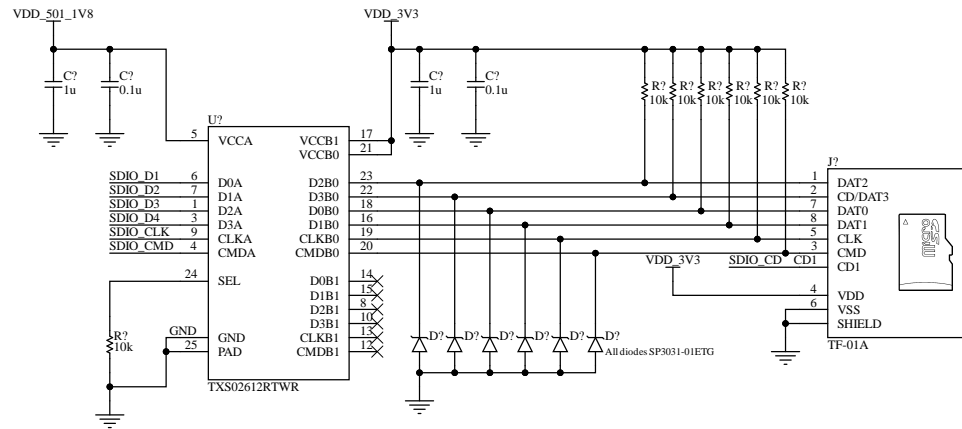 VDD_501_1V8
VDD_3V3
C?
1u
C?
0.1u
C?
1u
C?
0.1u
R?
10k
R?
10k
R?
10k
R?
10k
R?
10k
R?
10k
U?
5 VCCA
VCCB1 17
VCCB0 21
SDIO_D1 6 D0A
SDIO_D2 7 D1A
SDIO_D3 1 D2A
SDIO_D4 3 D3A
SDIO_CLK 9 CLKA
SDIO_CMD 4 CMDA
24 SEL
GND GND
25 PAD
R?
10k
D2B0 23
D3B0 22
D0B0 18
D1B0 16
CLKB0 19
CMDB0 20
D0B1 14
D1B1 15
D2B1 8
D3B1 10
CLKB1 13
CMDB1 12
TXS02612RTWR
D?
D?
D?
D?
D?
D?
All diodes SP3031-01ETG
J?
1 DAT2
2 CD/DAT3
7 DAT0
8 DAT1
5 CLK
3 CMD
SDIO_CD CD1 CD1
VDD_3V3
4 VDD
6 VSS
SHIELD
TF-01A